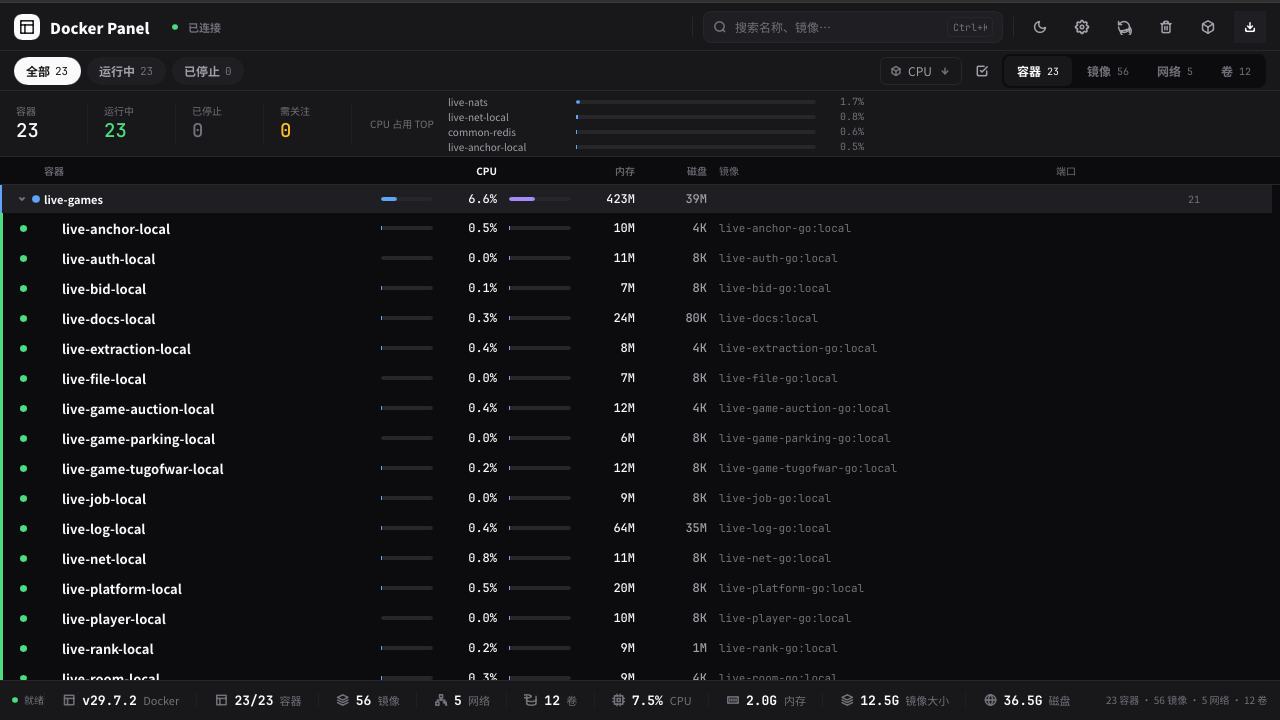 Docker Panel 已连接 搜索名称、镜像… Ctrl+K
全部 23 运行中 23 已停止 0 CPU 容器 23 镜像 56 网络 5 卷 12
容器 运行中 已停止 需关注
23 23 0 0
CPU 占用 TOP
live-nats 1.7%
live-net-local 0.8%
common-redis 0.6%
live-anchor-local 0.5%
容器 CPU 内存 磁盘 镜像 端口
live-games 6.6% 423M 39M 21
live-anchor-local 0.5% 10M 4K live-anchor-go:local
live-auth-local 0.0% 11M 8K live-auth-go:local
live-bid-local 0.1% 7M 8K live-bid-go:local
live-docs-local 0.3% 24M 80K live-docs:local
live-extraction-local 0.4% 8M 4K live-extraction-go:local
live-file-local 0.0% 7M 8K live-file-go:local
live-game-auction-local 0.4% 12M 4K live-game-auction-go:local
live-game-parking-local 0.0% 6M 8K live-game-parking-go:local
live-game-tugofwar-local 0.2% 12M 8K live-game-tugofwar-go:local
live-job-local 0.0% 9M 8K live-job-go:local
live-log-local 0.4% 64M 35M live-log-go:local
live-net-local 0.8% 11M 8K live-net-go:local
live-platform-local 0.5% 20M 8K live-platform-go:local
live-player-local 0.0% 10M 8K live-player-go:local
live-rank-local 0.2% 9M 1M live-rank-go:local
live-room-local 0.3% 9M 4K live-room-go:local
就绪 v29.7.2 Docker 23/23 容器 56 镜像 5 网络 12 卷 7.5% CPU 2.0G 内存 12.5G 镜像大小 36.5G 磁盘 23 容器 · 56 镜像 · 5 网络 · 12 卷